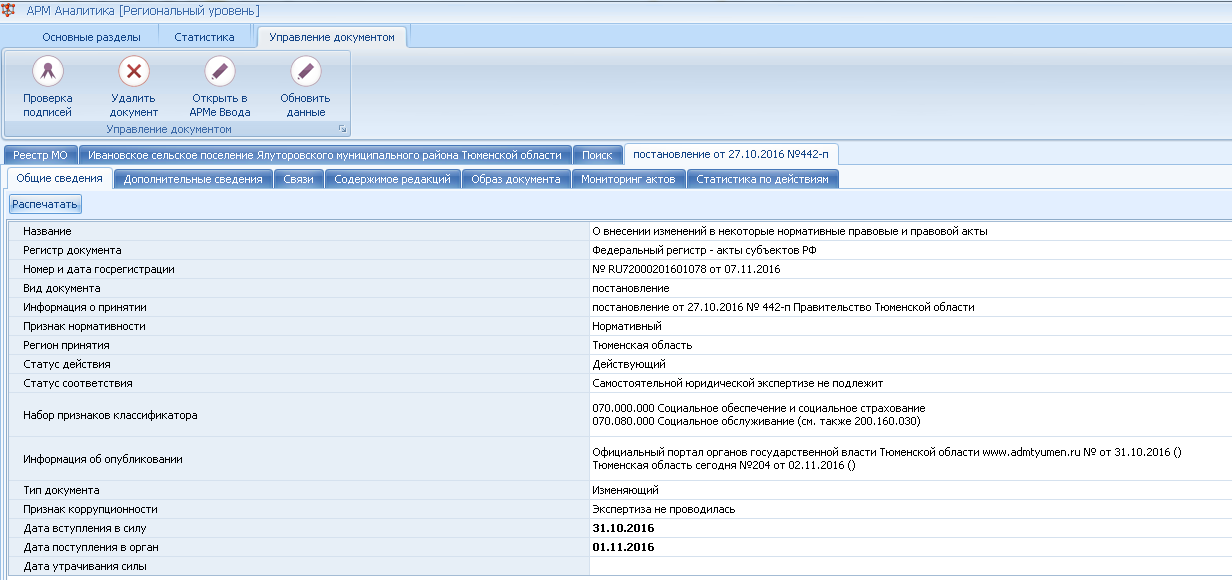 АРМ Аналитика [Региональный уровень]
Основные разделы Статистика Управление документом
Проверка подписей
Удалить документ
Открыть в АРМе Ввода
Обновить данные
Управление документом
Реестр МО Ивановское сельское поселение Ялуторовского муниципального района Тюменской области Поиск постановление от 27.10.2016 №442-п
Общие сведения Дополнительные сведения Связи Содержимое редакций Образ документа Мониторинг актов Статистика по действиям
Распечатать
Название О внесении изменений в некоторые нормативные правовые и правовой акты
Регистр документа Федеральный регистр - акты субъектов РФ
Номер и дата госрегистрации № RU72000201601078 от 07.11.2016
Вид документа постановление
Информация о принятии постановление от 27.10.2016 № 442-п Правительство Тюменской области
Признак нормативности Нормативный
Регион принятия Тюменская область
Статус действия Действующий
Статус соответствия Самостоятельной юридической экспертизе не подлежит
Набор признаков классификатора 070.000.000 Социальное обеспечение и социальное страхование
070.080.000 Социальное обслуживание (см. также 200.160.030)
Информация об опубликовании Официальный портал органов государственной власти Тюменской области www.admtyumen.ru № от 31.10.2016 ()
Тюменская область сегодня №204 от 02.11.2016 ()
Тип документа Изменяющий
Признак коррупционности Экспертиза не проводилась
Дата вступления в силу 31.10.2016
Дата поступления в орган 01.11.2016
Дата утрачивания силы